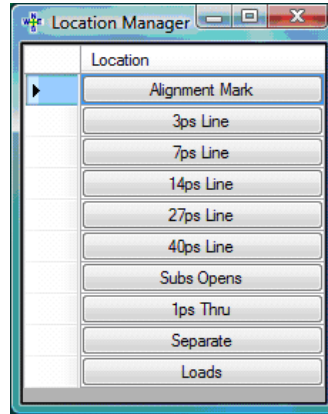 Location Manager
Location
Alignment Mark
3ps Line
7ps Line
14ps Line
27ps Line
40ps Line
Subs Opens
1ps Thru
Separate
Loads